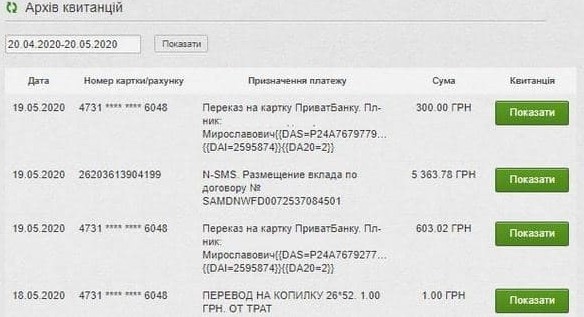 Архів квитанцій
20.04.2020-20.05.2020 Показати
Дата Номер картки/рахунку Призначення платежу Сума Квитанція
19.05.2020 4731 **** **** 6048 Переказ на картку ПриватБанку. Пл- 300.00 ГРН Показати
ник:
Мирославович{{DAS=P24A7679779...
{{DAI=2595874}}{{DA20=2}}
19.05.2020 26203613904199 N-SMS. Размещение вклада по 5 363.78 ГРН Показати
договору №
SAMDNWFD0072537084501
19.05.2020 4731 **** **** 6048 Переказ на картку ПриватБанку. Пл- 603.02 ГРН Показати
ник:
Мирославович{{DAS=P24A7679277...
{{DAI=2595874}}{{DA20=2}}
18.05.2020 4731 **** **** 6048 ПЕРЕВОД НА КОПИЛКУ 26*52. 1.00 1.00 ГРН Показати
ГРН. ОТ ТРАТ